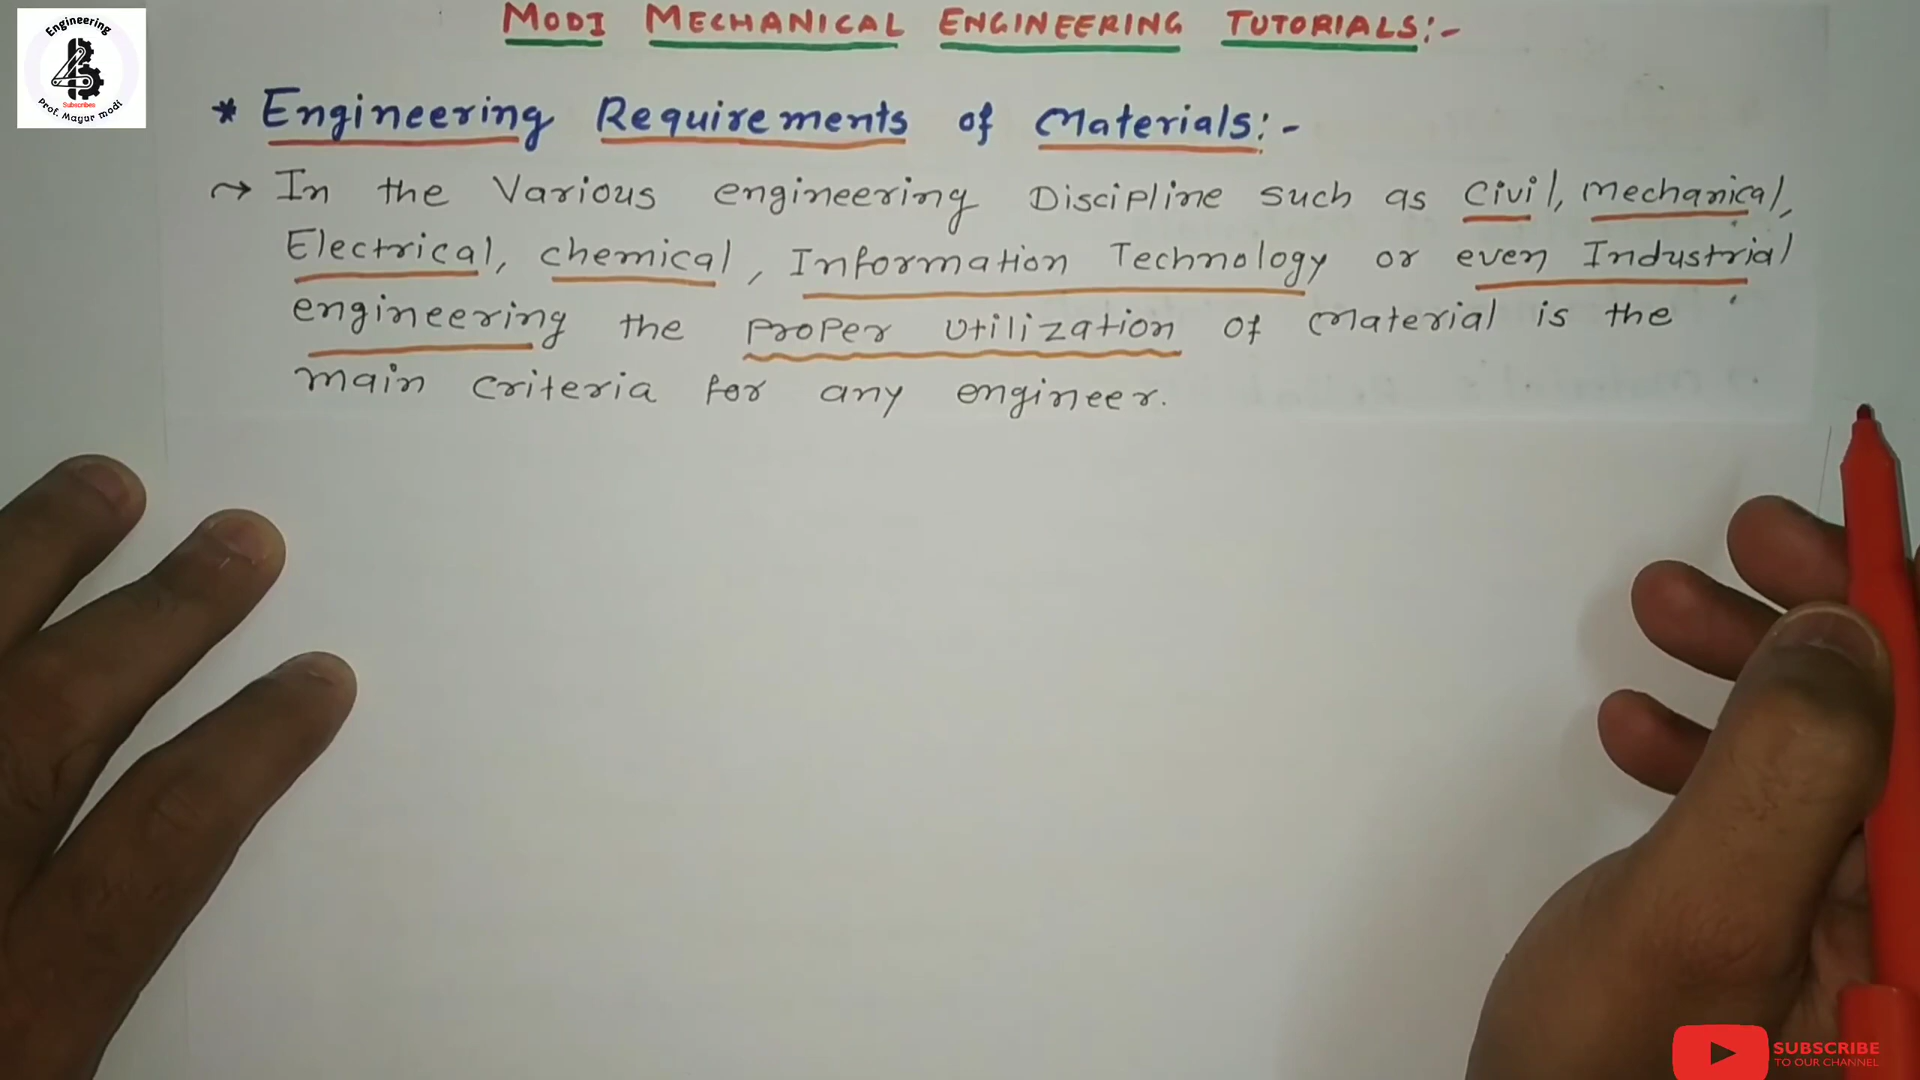 Engineering
4
Subscribes
Prof. Mayur modi
MODI MECHANICAL ENGINEERING TUTORIALS:-
* Engineering Requirements of Materials:-
→ In the Various engineering Discipline such as Civil, Mechanical,
Electrical, chemical, Information Technology or even Industrial
engineering the proper utilization of Material is the
main criteria for any engineer.
SUBSCRIBE
TO OUR CHANNEL